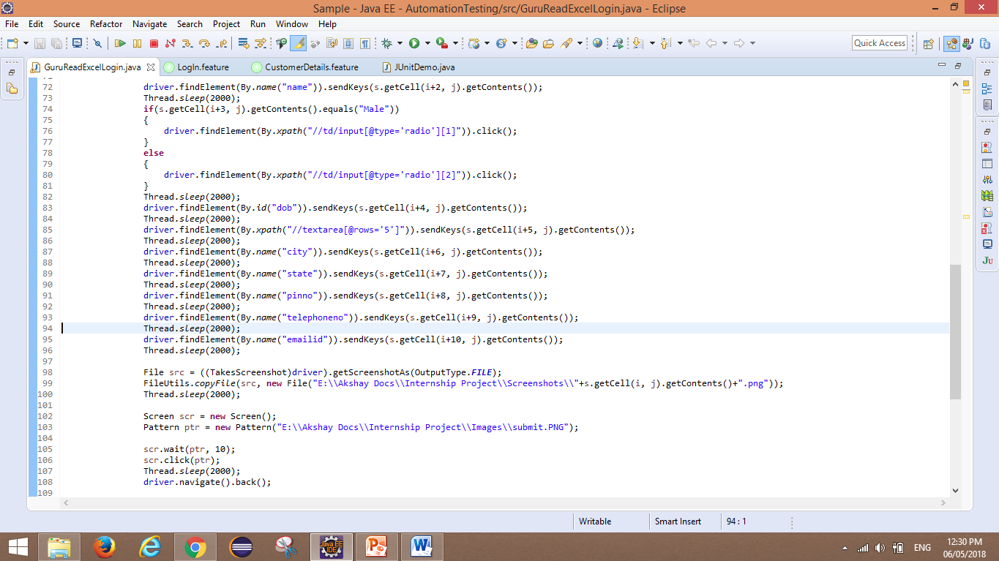 Sample - Java EE - AutomationTesting/src/GuruReadExcelLogin.java - Eclipse
File Edit Source Refactor Navigate Search Project Run Window Help
Quick Access
GuruReadExcelLogin.java LogIn.feature CustomerDetails.feature JUnitDemo.java
71
72 driver.findElement(By.name("name")).sendKeys(s.getCell(i+2, j).getContents());
73 Thread.sleep(2000);
74 if(s.getCell(i+3, j).getContents().equals("Male"))
75 {
76 driver.findElement(By.xpath("//td/input[@type='radio'][1]")).click();
77 }
78 else
79 {
80 driver.findElement(By.xpath("//td/input[@type='radio'][2]")).click();
81 }
82 Thread.sleep(2000);
83 driver.findElement(By.id("dob")).sendKeys(s.getCell(i+4, j).getContents());
84 Thread.sleep(2000);
85 driver.findElement(By.xpath("//textarea[@rows='5']")).sendKeys(s.getCell(i+5, j).getContents());
86 Thread.sleep(2000);
87 driver.findElement(By.name("city")).sendKeys(s.getCell(i+6, j).getContents());
88 Thread.sleep(2000);
89 driver.findElement(By.name("state")).sendKeys(s.getCell(i+7, j).getContents());
90 Thread.sleep(2000);
91 driver.findElement(By.name("pinno")).sendKeys(s.getCell(i+8, j).getContents());
92 Thread.sleep(2000);
93 driver.findElement(By.name("telephoneno")).sendKeys(s.getCell(i+9, j).getContents());
94 Thread.sleep(2000);
95 driver.findElement(By.name("emailid")).sendKeys(s.getCell(i+10, j).getContents());
96 Thread.sleep(2000);
97
98 File src = ((TakesScreenshot)driver).getScreenshotAs(OutputType.FILE);
99 FileUtils.copyFile(src, new File("E:\\Akshay Docs\\Internship Project\\Screenshots\\"+s.getCell(i, j).getContents()+".png"));
100 Thread.sleep(2000);
101
102 Screen scr = new Screen();
103 Pattern ptr = new Pattern("E:\\Akshay Docs\\Internship Project\\Images\\submit.PNG");
104
105 scr.wait(ptr, 10);
106 scr.click(ptr);
107 Thread.sleep(2000);
108 driver.navigate().back();
109
Writable Smart Insert 94 : 1
Java EE
IDE
ENG
12:30 PM
06/05/2018